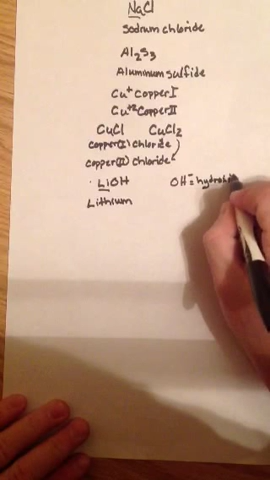 NaCl
Sodium chloride
Al2S3
Aluminum sulfide
Cu+ Copper I
Cu+2 Copper II
CuCl CuCl2
copper(I) chloride
copper(II) chloride
LiOH OH- = hydroxi
Lithium